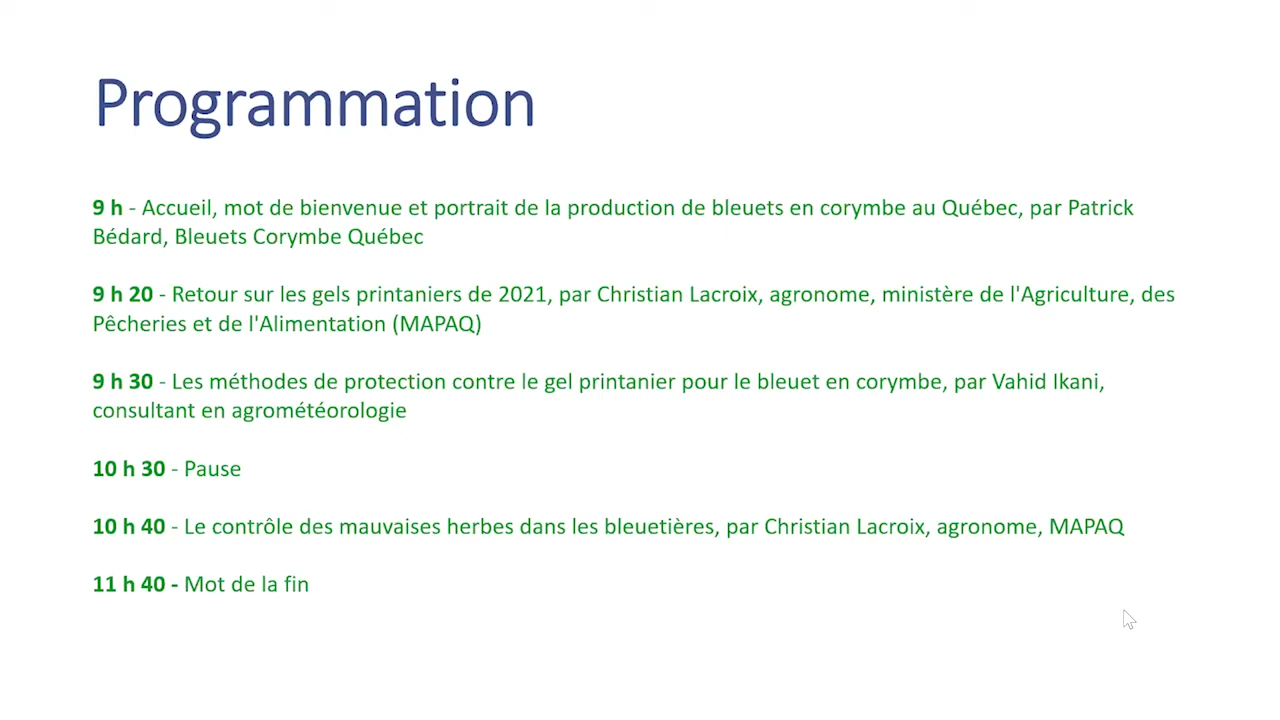 Programmation
9 h - Accueil, mot de bienvenue et portrait de la production de bleuets en corymbe au Québec, par Patrick
Bédard, Bleuets Corymbe Québec
9 h 20 - Retour sur les gels printaniers de 2021, par Christian Lacroix, agronome, ministère de l'Agriculture, des
Pêcheries et de l'Alimentation (MAPAQ)
9 h 30 - Les méthodes de protection contre le gel printanier pour le bleuet en corymbe, par Vahid Ikani,
consultant en agrométéorologie
10 h 30 - Pause
10 h 40 - Le contrôle des mauvaises herbes dans les bleuetières, par Christian Lacroix, agronome, MAPAQ
11 h 40 - Mot de la fin